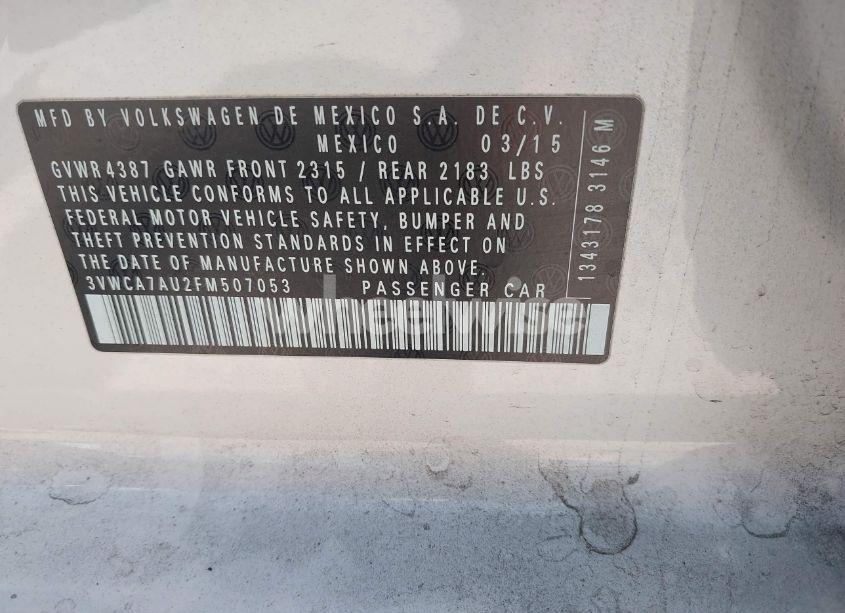 MFD BY VOLKSWAGEN DE MEXICO S.A. DE C.V.
MEXICO 03/15
GVWR 4387 GAWR FRONT 2315 / REAR 2183 LBS
THIS VEHICLE CONFORMS TO ALL APPLICABLE U.S.
FEDERAL MOTOR VEHICLE SAFETY, BUMPER AND
THEFT PREVENTION STANDARDS IN EFFECT ON
THE DATE OF MANUFACTURE SHOWN ABOVE.
3VWCA7AU2FM507053 PASSENGER CAR
1343178 3146 M
wheelwise